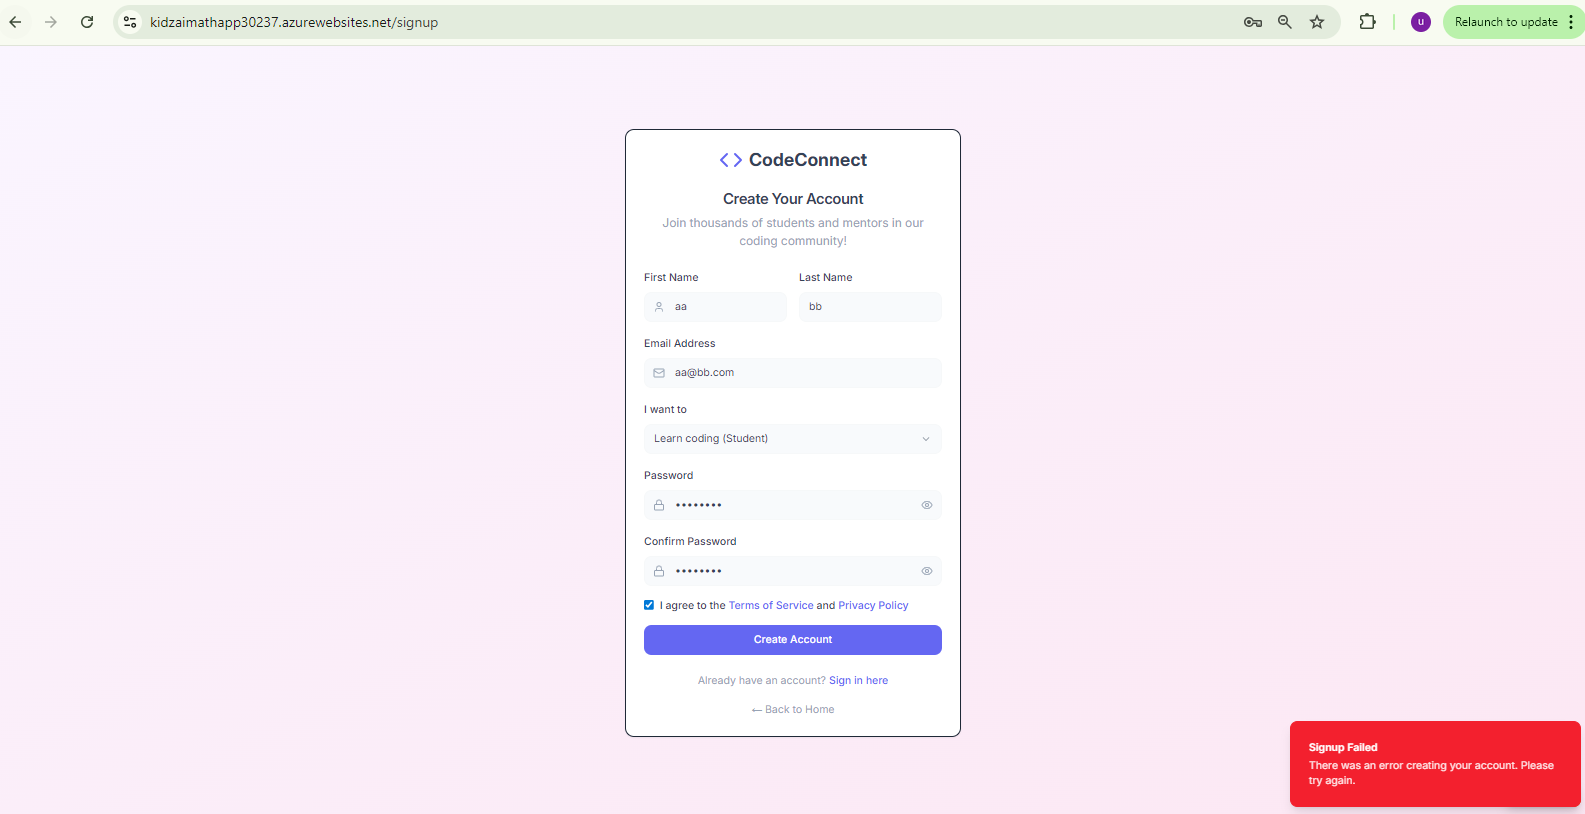 kidzaimathapp30237.azurewebsites.net/signup
u
Relaunch to update
CodeConnect
Create Your Account
Join thousands of students and mentors in our
coding community!
First Name
Last Name
aa
bb
Email Address
aa@bb.com
I want to
Learn coding (Student)
Password
••••••••
Confirm Password
••••••••
I agree to the Terms of Service and Privacy Policy
Create Account
Already have an account? Sign in here
← Back to Home
Signup Failed
There was an error creating your account. Please
try again.